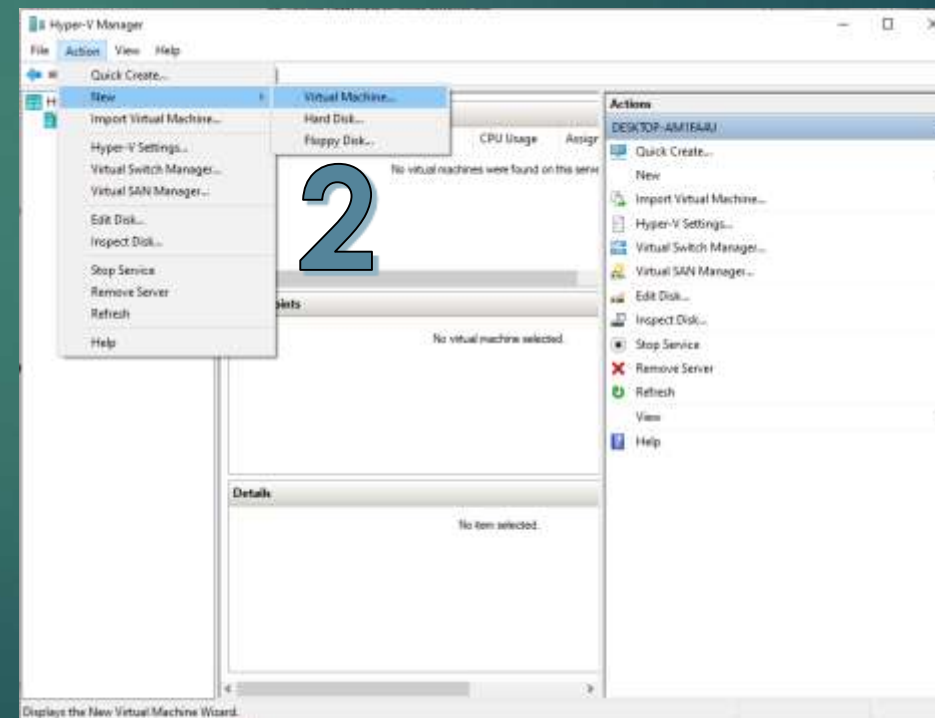 Hyper-V Manager
File Action View Help
Quick Create...
New
Import Virtual Machine...
Hyper-V Settings...
Virtual Switch Manager...
Virtual SAN Manager...
Edit Disk...
Inspect Disk...
Stop Service
Remove Server
Refresh
Help
Virtual Machine...
Hard Disk...
Floppy Disk...
CPU Usage Assigr
No virtual machines were found on this serve
2
No virtual machine selected.
Details
No item selected.
Actions
Quick Create...
New
Import Virtual Machine...
Hyper-V Settings...
Virtual Switch Manager...
Virtual SAN Manager...
Edit Disk...
Inspect Disk...
Stop Service
Remove Server
Refresh
View
Help
Displays the New Virtual Machine Wizard.